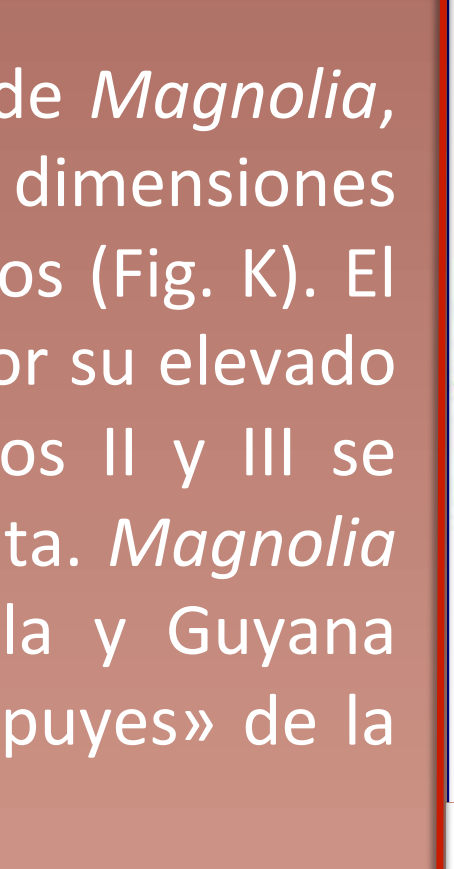 de Magnolia,
dimensiones
os (Fig. K). El
or su elevado
os II y III se
ta. Magnolia
la y Guyana
puyes» de la